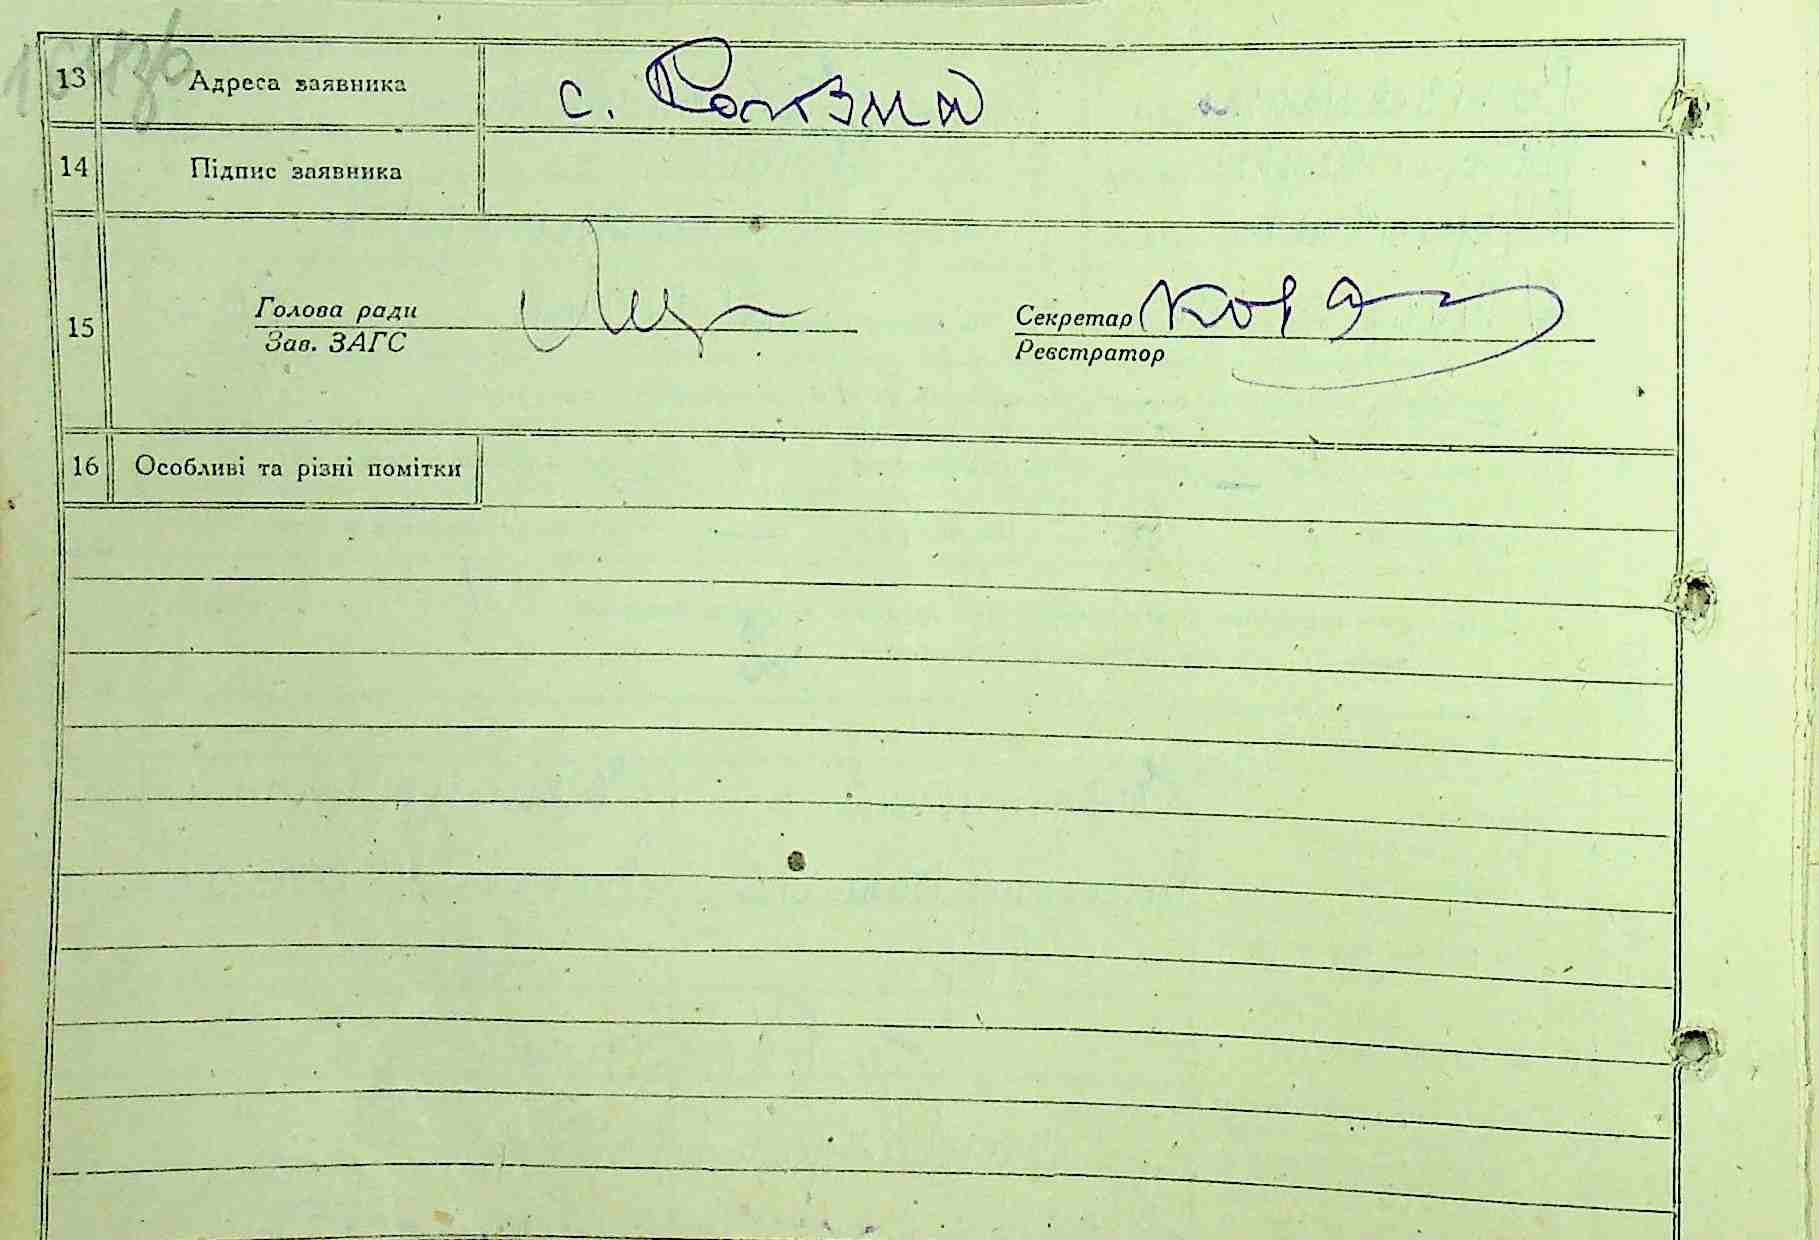 13 Адреса заявника с.
14 Підпис заявника
15 Голова ради Секретар
Зав. ЗАГС Реєстратор
16 Особливі та різні помітки